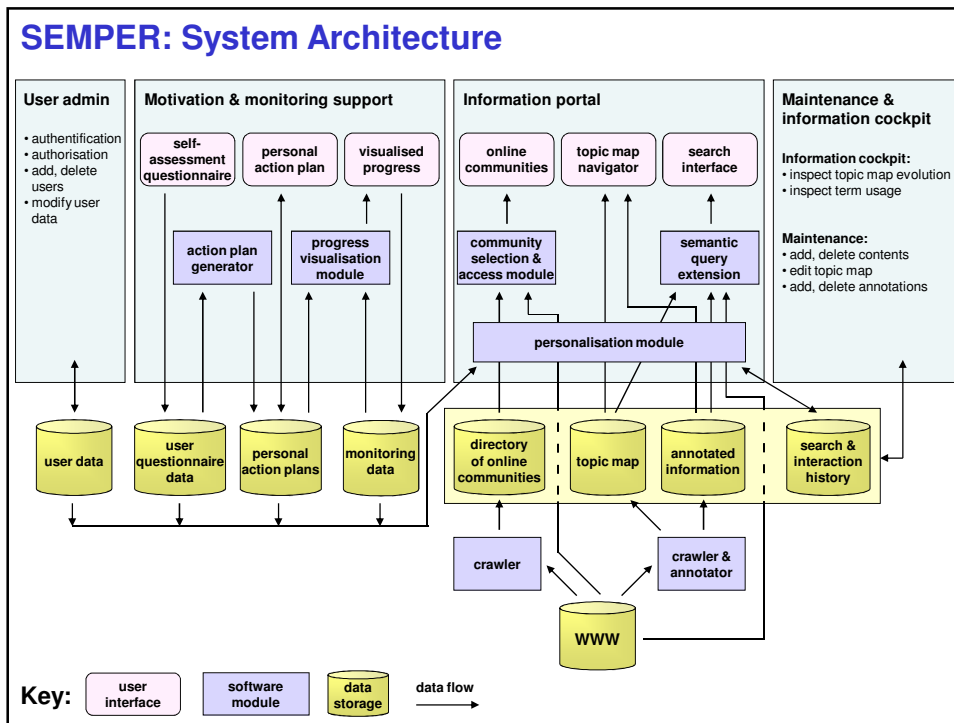 SEMPER: System Architecture
User admin
• authentification
• authorisation
• add, delete
users
• modify user
data
Motivation & monitoring support
self-
assessment
questionnaire
personal
action plan
visualised
progress
action plan
generator
progress
visualisation
module
Information portal
online
communities
topic map
navigator
search
interface
community
selection &
access module
semantic
query
extension
personalisation module
Maintenance &
information cockpit
Information cockpit:
• inspect topic map evolution
• inspect term usage
Maintenance:
• add, delete contents
• edit topic map
• add, delete annotations
user data
user
questionnaire
data
personal
action plans
monitoring
data
directory
of online
communities
topic map
annotated
information
search &
interaction
history
crawler
crawler &
annotator
WWW
Key:
user
interface
software
module
data
storage
data flow